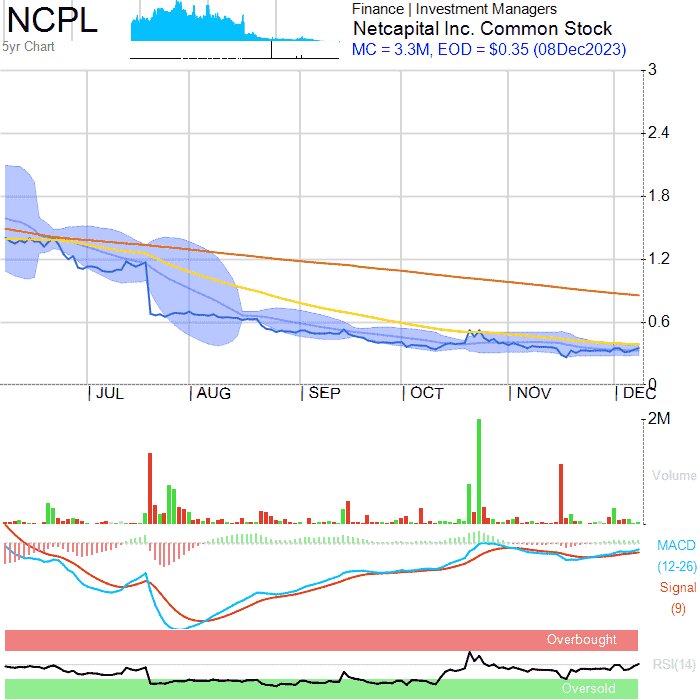 NCPL
5yr Chart
Finance | Investment Managers
Netcapital Inc. Common Stock
MC = 3.3M, EOD = $0.35 (08Dec2023)
3
2.4
1.8
1.2
0.6
0
| JUL | AUG | SEP | OCT | NOV | DEC
2M
Volume
MACD
(12-26)
Signal
(9)
Overbought
RSI(14)
Oversold